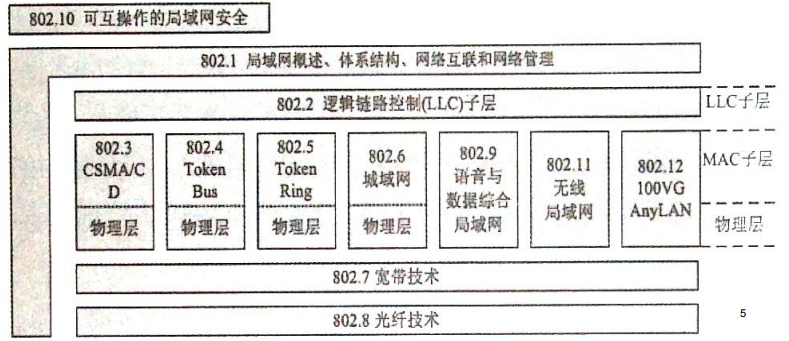 802.10 可互操作的局域网安全
802.1 局域网概述、体系结构、网络互联和网络管理
802.2 逻辑链路控制(LLC)子层
LLC子层
802.3
CSMA/C
D
物理层
802.4
Token
Bus
物理层
802.5
Token
Ring
物理层
802.6
城域网
物理层
802.9
语音与
数据综合
局域网
802.11
无线
局域网
802.12
100VG
AnyLAN
MAC子层
物理层
802.7 宽带技术
802.8 光纤技术
5